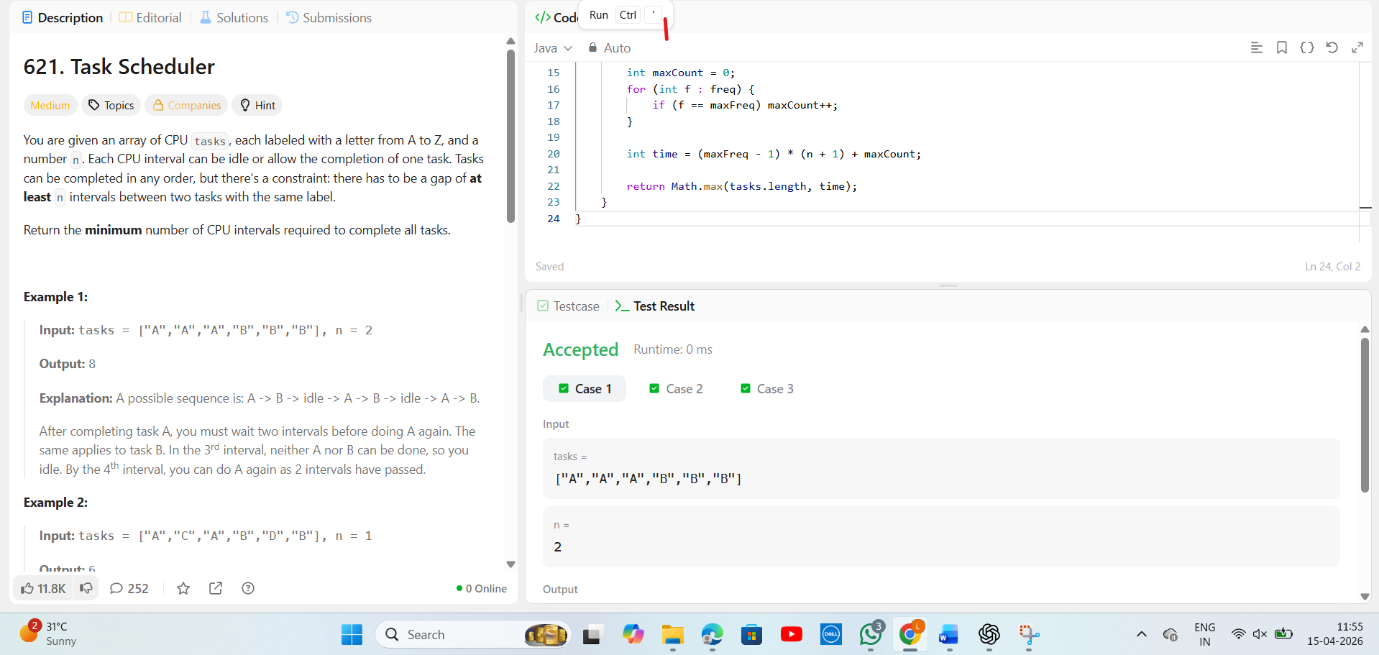 Description
Editorial
Solutions
Submissions
621. Task Scheduler
Medium
Topics
Companies
Hint
You are given an array of CPU tasks, each labeled with a letter from A to Z, and a
number n. Each CPU interval can be idle or allow the completion of one task. Tasks
can be completed in any order, but there's a constraint: there has to be a gap of at
least n intervals between two tasks with the same label.
Return the minimum number of CPU intervals required to complete all tasks.
Example 1:
Input: tasks = ["A","A","A","B","B","B"], n = 2
Output: 8
Explanation: A possible sequence is: A -> B -> idle -> A -> B -> idle -> A -> B.
After completing task A, you must wait two intervals before doing A again. The
same applies to task B. In the 3rd interval, neither A nor B can be done, so you
idle. By the 4th interval, you can do A again as 2 intervals have passed.
Example 2:
Input: tasks = ["A","C","A","B","D","B"], n = 1
Output: 6
11.8K
252
0 Online
</> Code
Run Ctrl '
Java
Auto
15 int maxCount = 0;
16 for (int f : freq) {
17 if (f == maxFreq) maxCount++;
18 }
19
20 int time = (maxFreq - 1) * (n + 1) + maxCount;
21
22 return Math.max(tasks.length, time);
23 }
24 }
Saved
Ln 24, Col 2
Testcase
>_ Test Result
Accepted
Runtime: 0 ms
Case 1
Case 2
Case 3
Input
tasks =
["A","A","A","B","B","B"]
n =
2
Output
2
31°C
Sunny
Search
DELL
3
L
W
ENG
IN
11:55
15-04-2026